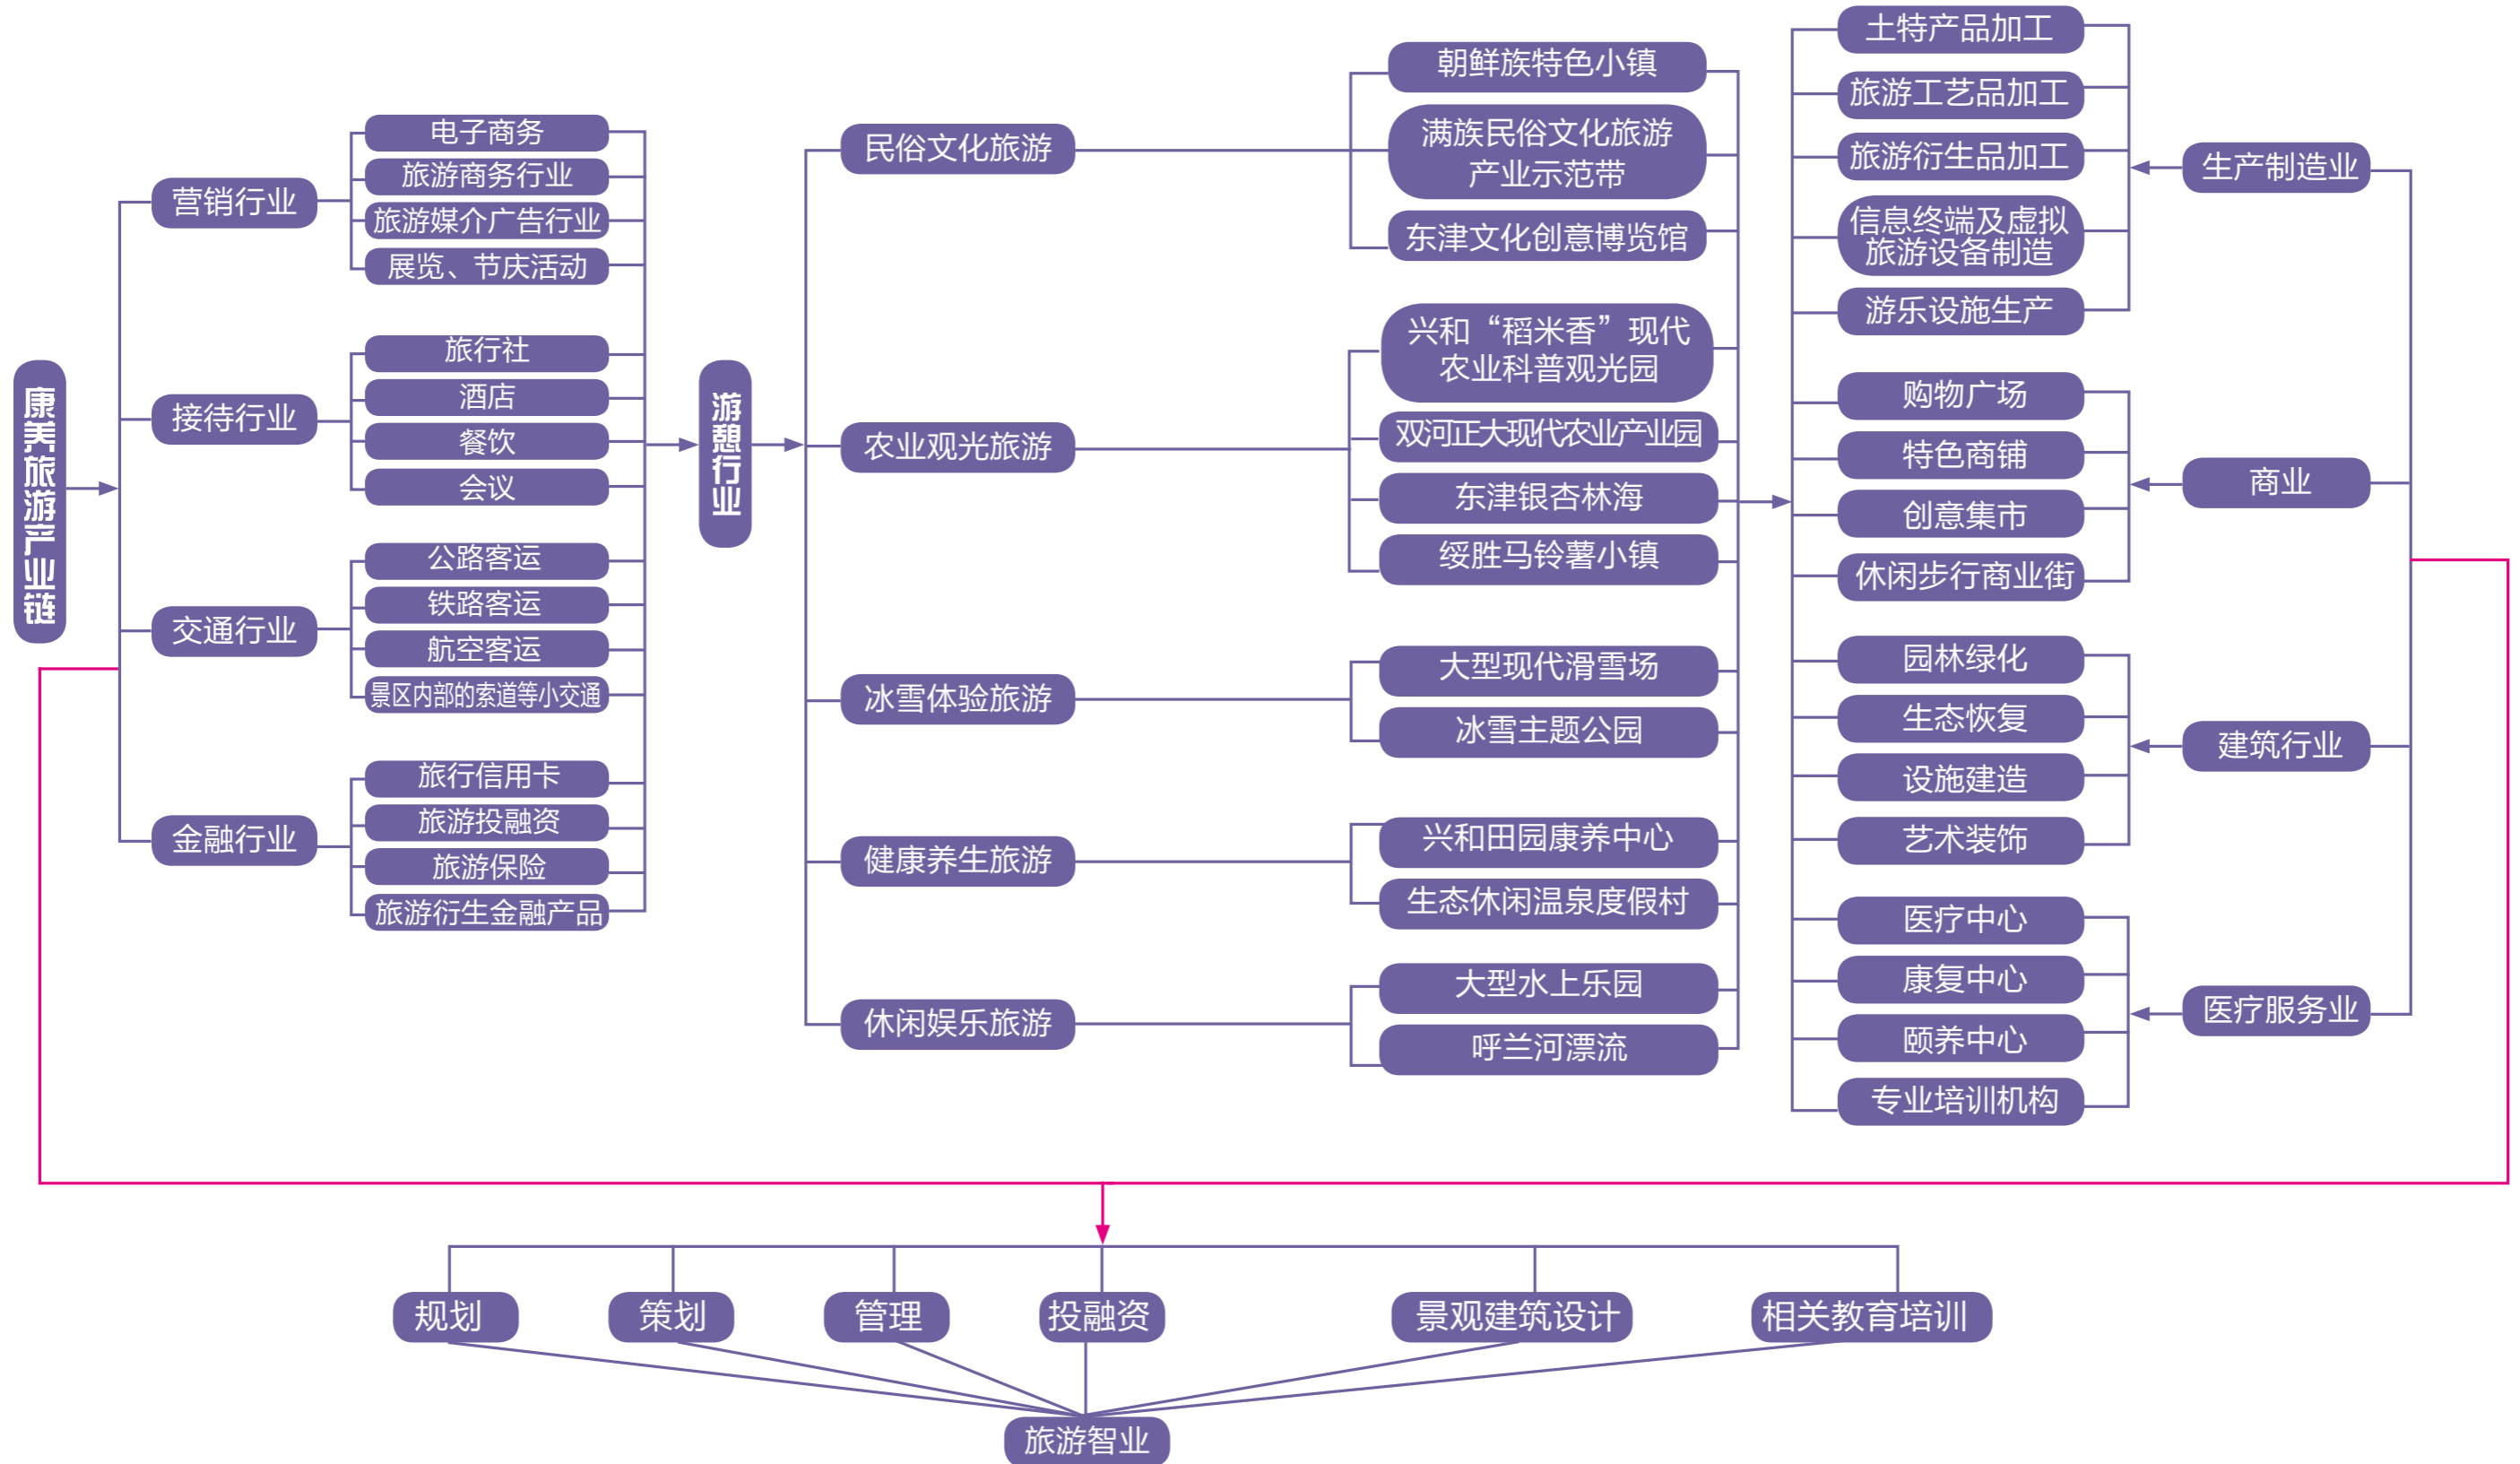 康美旅游产业链
营销行业
电子商务
旅游商务行业
旅游媒介广告行业
展览、节庆活动
接待行业
旅行社
酒店
餐饮
会议
交通行业
公路客运
铁路客运
航空客运
景区内部的索道等小交通
金融行业
旅行信用卡
旅游投融资
旅游保险
旅游衍生金融产品
游憩行业
民俗文化旅游
朝鲜族特色小镇
满族民俗文化旅游
产业示范带
东津文化创意博览馆
农业观光旅游
兴和“稻米香”现代
农业科普观光园
双河正大现代农业产业园
东津银杏林海
绥胜马铃薯小镇
冰雪体验旅游
大型现代滑雪场
冰雪主题公园
健康养生旅游
兴和田园康养中心
生态休闲温泉度假村
休闲娱乐旅游
大型水上乐园
呼兰河漂流
土特产品加工
旅游工艺品加工
旅游衍生品加工
信息终端及虚拟
旅游设备制造
游乐设施生产
生产制造业
购物广场
特色商铺
创意集市
休闲步行商业街
商业
园林绿化
生态恢复
设施建造
艺术装饰
建筑行业
医疗中心
康复中心
颐养中心
专业培训机构
医疗服务业
规划
策划
管理
投融资
景观建筑设计
相关教育培训
旅游智业